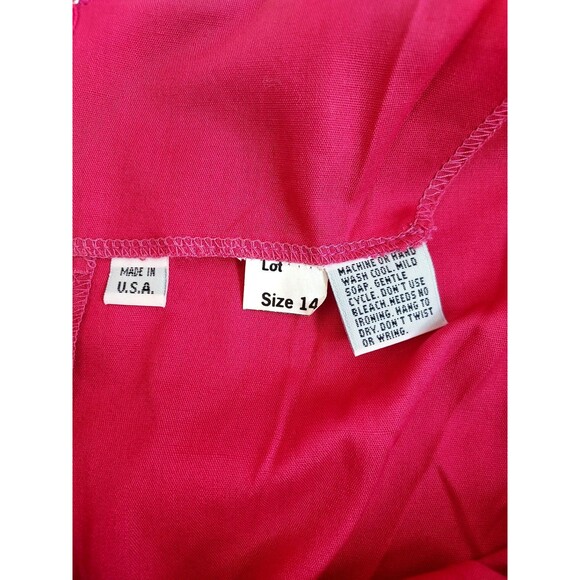 MADE IN
U.S.A.
Lot
Size 14
MACHINE OR HAND
WASH COOL. MILD
SOAP. GENTLE
CYCLE. DON'T USE
BLEACH. NEEDS NO
IRONING. HANG TO
DRY. DON'T TWIST
OR WRING.